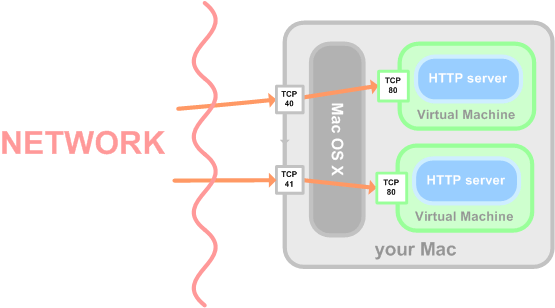 NETWORK
TCP
40
TCP
41
Mac OS X
TCP
80
HTTP server
Virtual Machine
TCP
80
HTTP server
Virtual Machine
your Mac